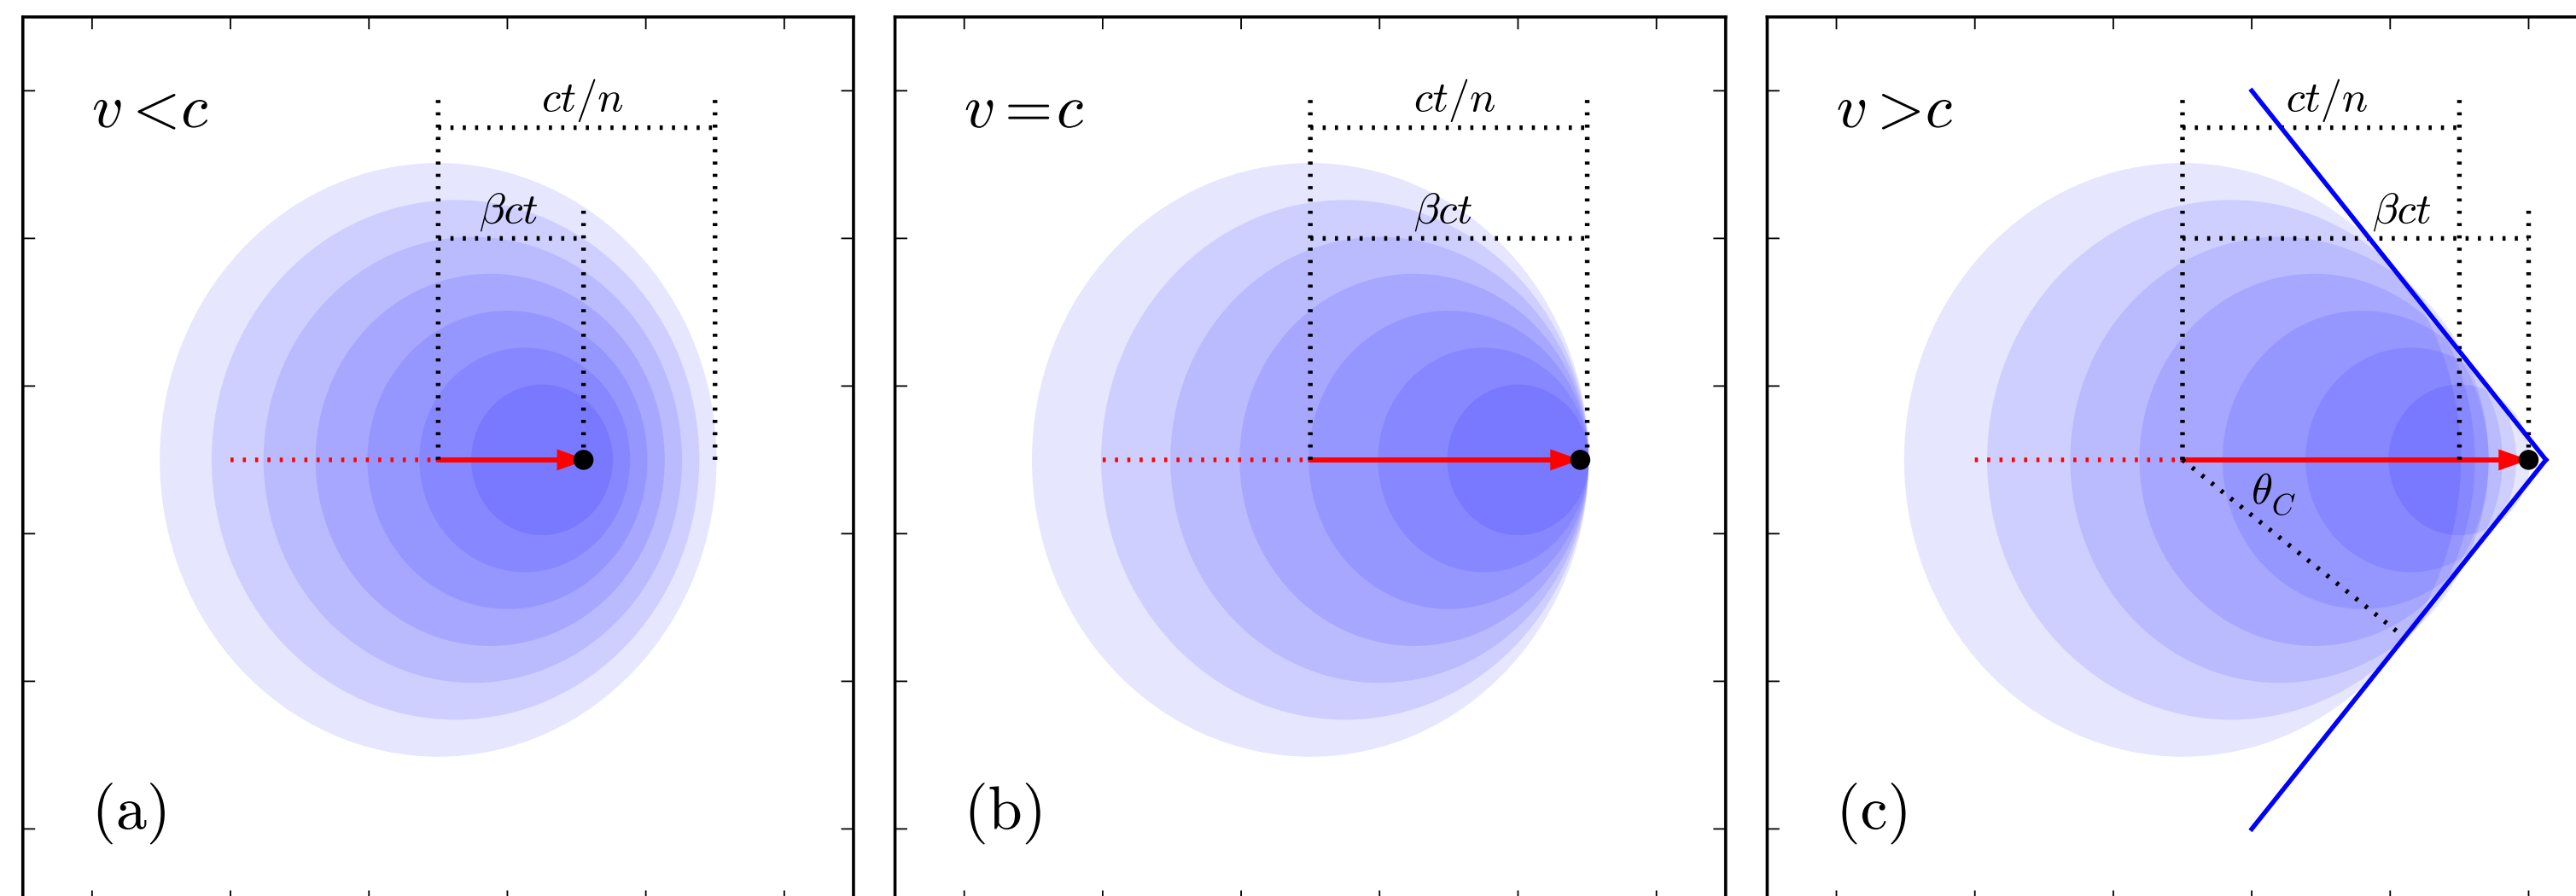 v < c
ct/n
βct
(a)
v = c
ct/n
βct
(b)
v > c
ct/n
βct
θ_C
(c)